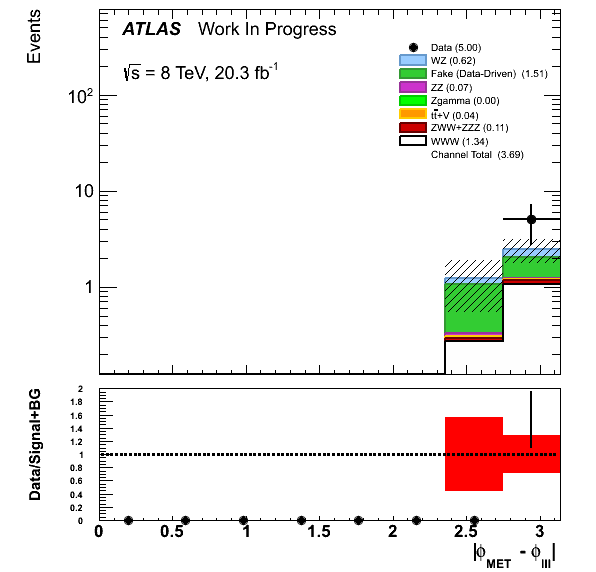 Events
ATLAS Work In Progress
√s = 8 TeV, 20.3 fb⁻¹
Data (5.00)
WZ (0.62)
Fake (Data-Driven) (1.51)
ZZ (0.07)
Zgamma (0.00)
tt̄+V (0.04)
ZWW+ZZZ (0.11)
WWW (1.34)
Channel Total (3.69)
10²
10
1
Data/Signal+BG
2
1.8
1.6
1.4
1.2
1
0.8
0.6
0.4
0.2
0
0 0.5 1 1.5 2 2.5 3
|ϕ_MET - ϕ_lll|